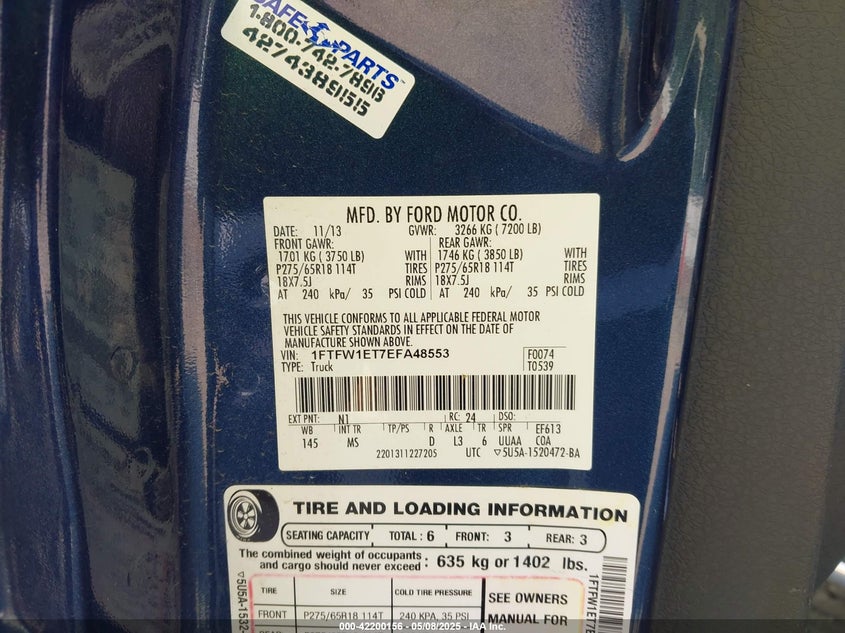 SAFE PARTS
1-800-742-7896
42743891515
MFD. BY FORD MOTOR CO.
DATE: 11/13 GVWR: 3266 KG ( 7200 LB)
FRONT GAWR: REAR GAWR:
1701 KG ( 3750 LB) WITH 1746 KG ( 3850 LB) WITH
P275/65R18 114T TIRES P275/65R18 114T TIRES
18X7.5J RIMS 18X7.5J RIMS
AT 240 kPa/ 35 PSI COLD AT 240 kPa/ 35 PSI COLD
THIS VEHICLE CONFORMS TO ALL APPLICABLE FEDERAL MOTOR
VEHICLE SAFETY STANDARDS IN EFFECT ON THE DATE OF
MANUFACTURE SHOWN ABOVE.
VIN: 1FTFW1ET7EFA48553 F0074
TYPE: Truck T0539
EXT PNT: N1 RC: 24 DSO:
WB INT TR TP/PS R AXLE TR SPR EF613
145 MS D L3 6 UUAA COA
2201311227205 UTC ▽5U5A-1520472-BA
TIRE AND LOADING INFORMATION
SEATING CAPACITY TOTAL : 6 FRONT: 3 REAR: 3
The combined weight of occupants
and cargo should never exceed : 635 kg or 1402 lbs.
TIRE SIZE COLD TIRE PRESSURE SEE OWNERS
FRONT P275/65R18 114T 240 KPA, 35 PSI MANUAL FOR
▽5U5A-1532-
1FTFW1ET7E
000-42200156 — 05/08/2025 — IAA, Inc.